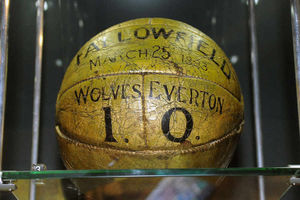 FALLOWFIELD
MARCH 25 1893
WOLVES EVERTON
1. 0.